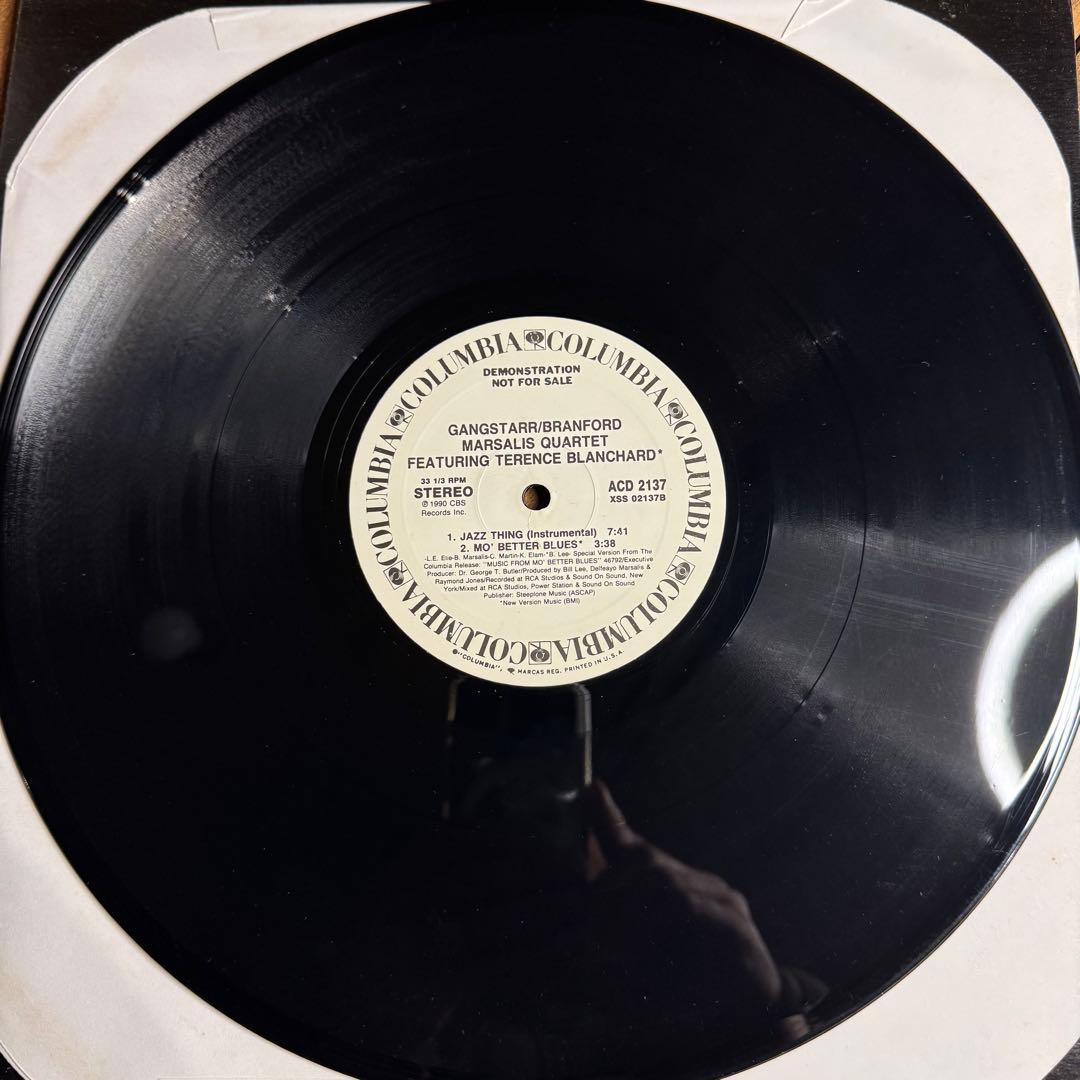 COLUMBIA COLUMBIA COLUMBIA COLUMBIA COLUMBIA COLUMBIA COLUMBIA COLUMBIA
DEMONSTRATION
NOT FOR SALE
GANGSTARR/BRANFORD
MARSALIS QUARTET
FEATURING TERENCE BLANCHARD*
33 1/3 RPM
STEREO
℗ 1990 CBS
Records Inc.
ACD 2137
XSS 02137B
1. JAZZ THING (Instrumental) 7:41
2. MO' BETTER BLUES* 3:38
-L.E. Elie-B. Marsalis-C. Martin-K. Elam-*B. Lee- Special Version From The
Columbia Release: "MUSIC FROM MO' BETTER BLUES" 46792/Executive
Producer: Dr. George T. Butler/Produced by Bill Lee, Delfeayo Marsalis &
Raymond Jones/Recorded at RCA Studios & Sound On Sound, New
York/Mixed at RCA Studios, Power Station & Sound On Sound
Publisher: Steeplone Music (ASCAP)
*New Version Music (BMI)
"COLUMBIA", MARCAS REG. PRINTED IN U.S.A.